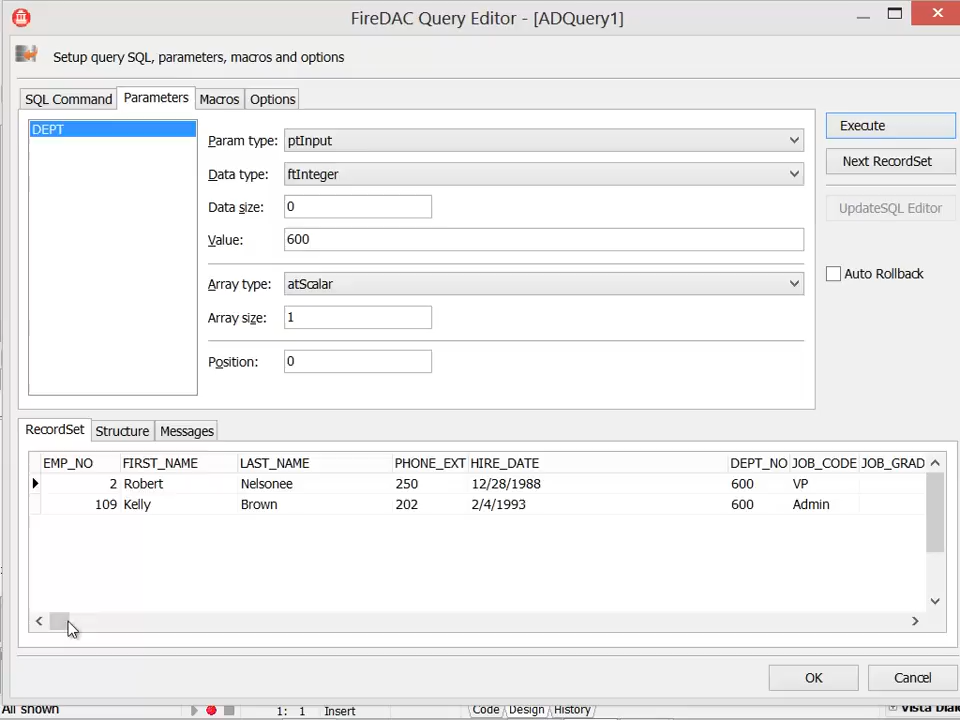 FireDAC Query Editor - [ADQuery1]
Setup query SQL, parameters, macros and options
SQL Command Parameters Macros Options
DEPT
Param type: ptInput
Data type: ftInteger
Data size: 0
Value: 600
Array type: atScalar
Array size: 1
Position: 0
Execute
Next RecordSet
UpdateSQL Editor
Auto Rollback
RecordSet Structure Messages
EMP_NO FIRST_NAME LAST_NAME PHONE_EXT HIRE_DATE DEPT_NO JOB_CODE JOB_GRAD
2 Robert Nelsonee 250 12/28/1988 600 VP
109 Kelly Brown 202 2/4/1993 600 Admin
OK Cancel
All shown 1: 1 Insert Code Design History Vista Dial